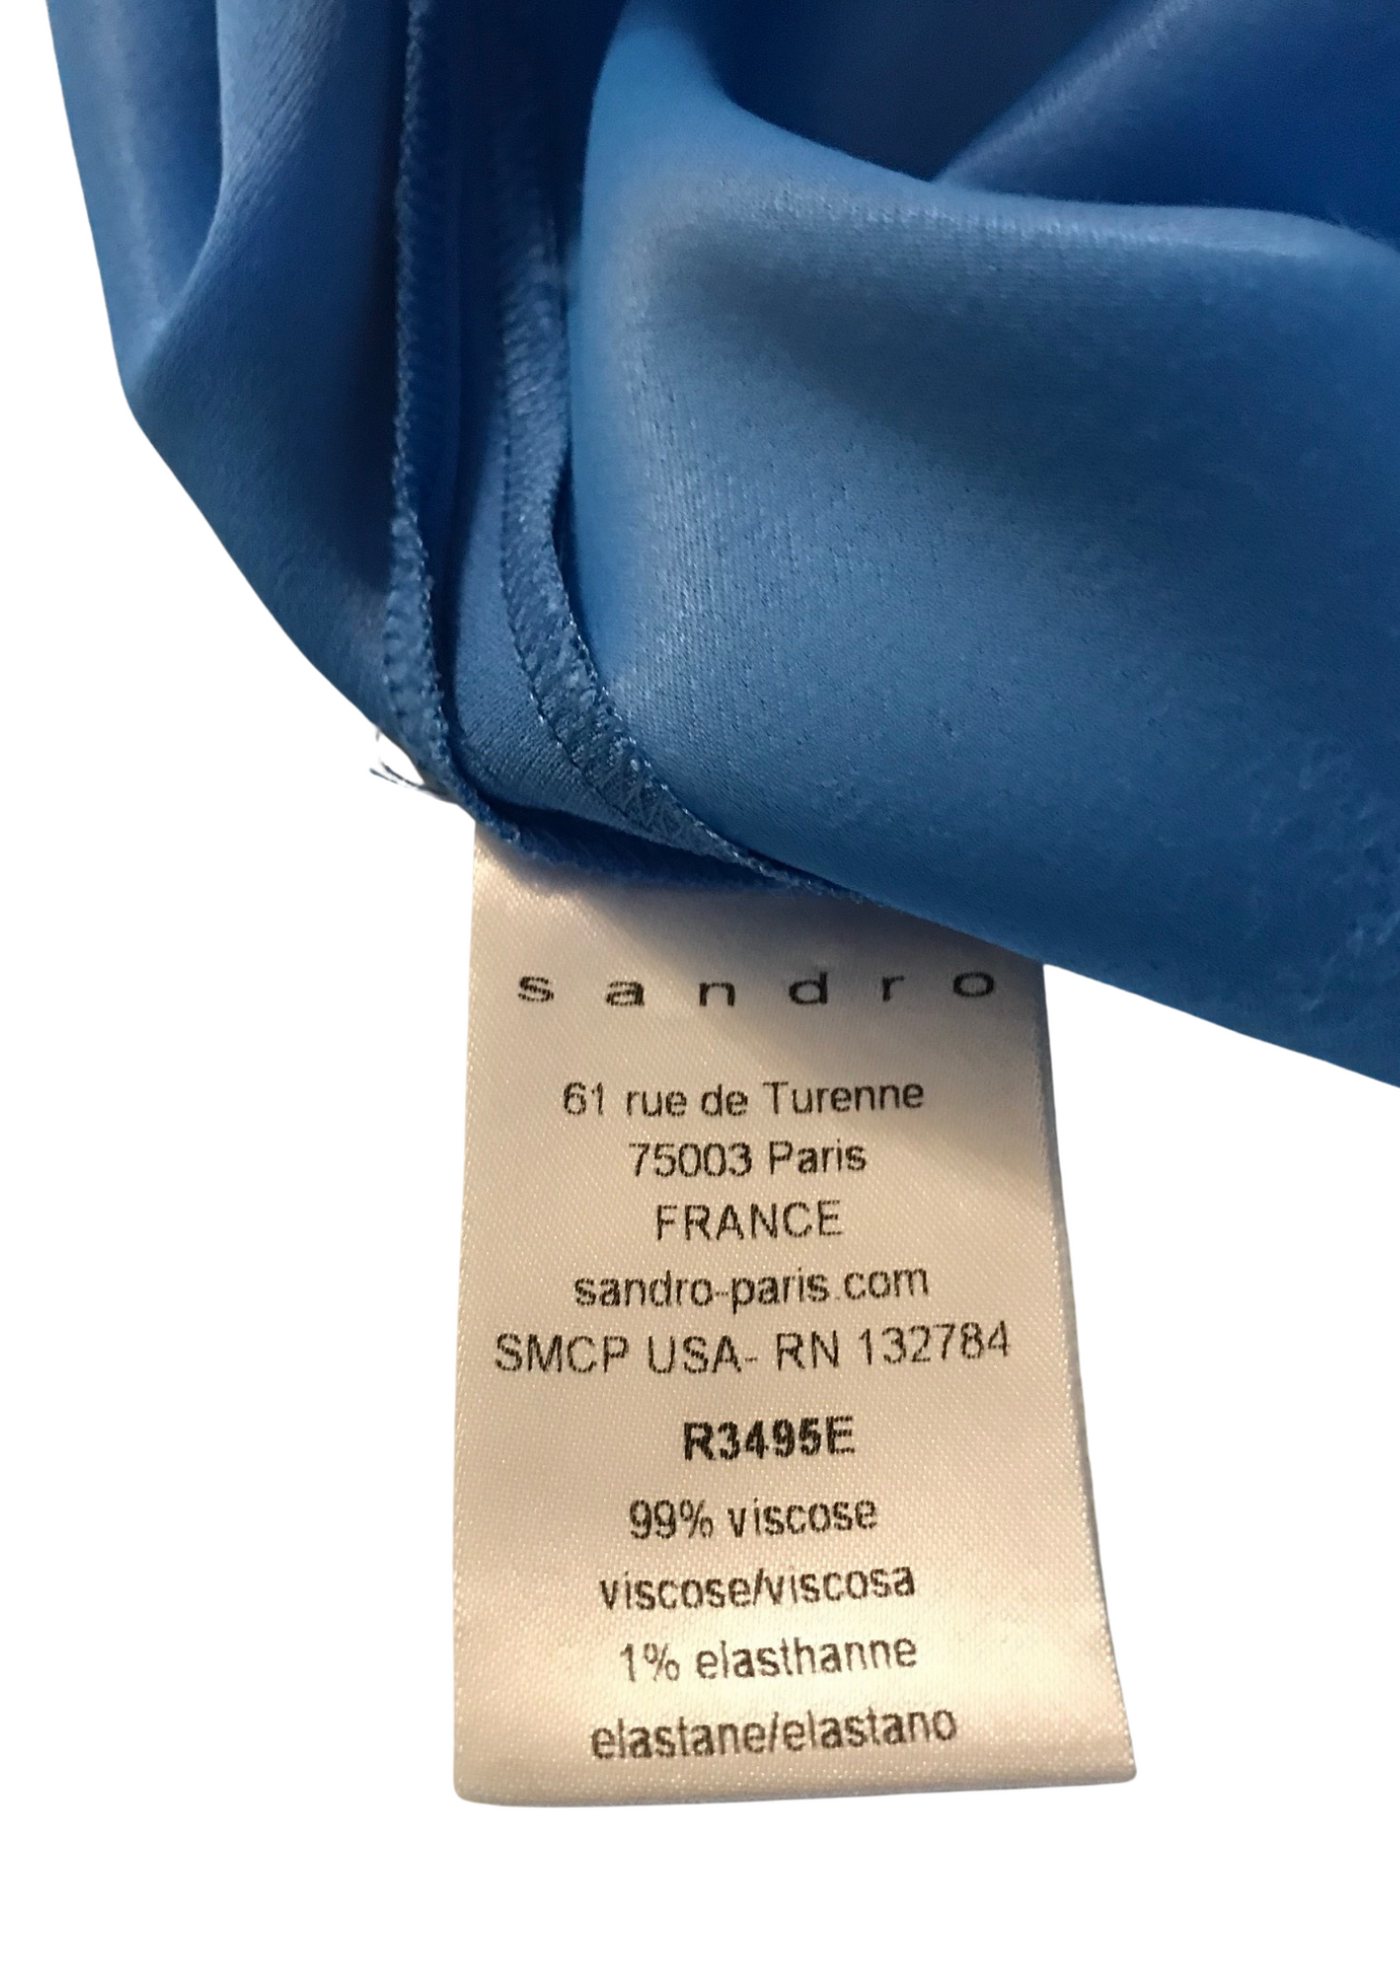 sandro
61 rue de Turenne
75003 Paris
FRANCE
sandro-paris.com
SMCP USA- RN 132784
R3495E
99% viscose
viscose/viscosa
1% elasthanne
elastane/elastano